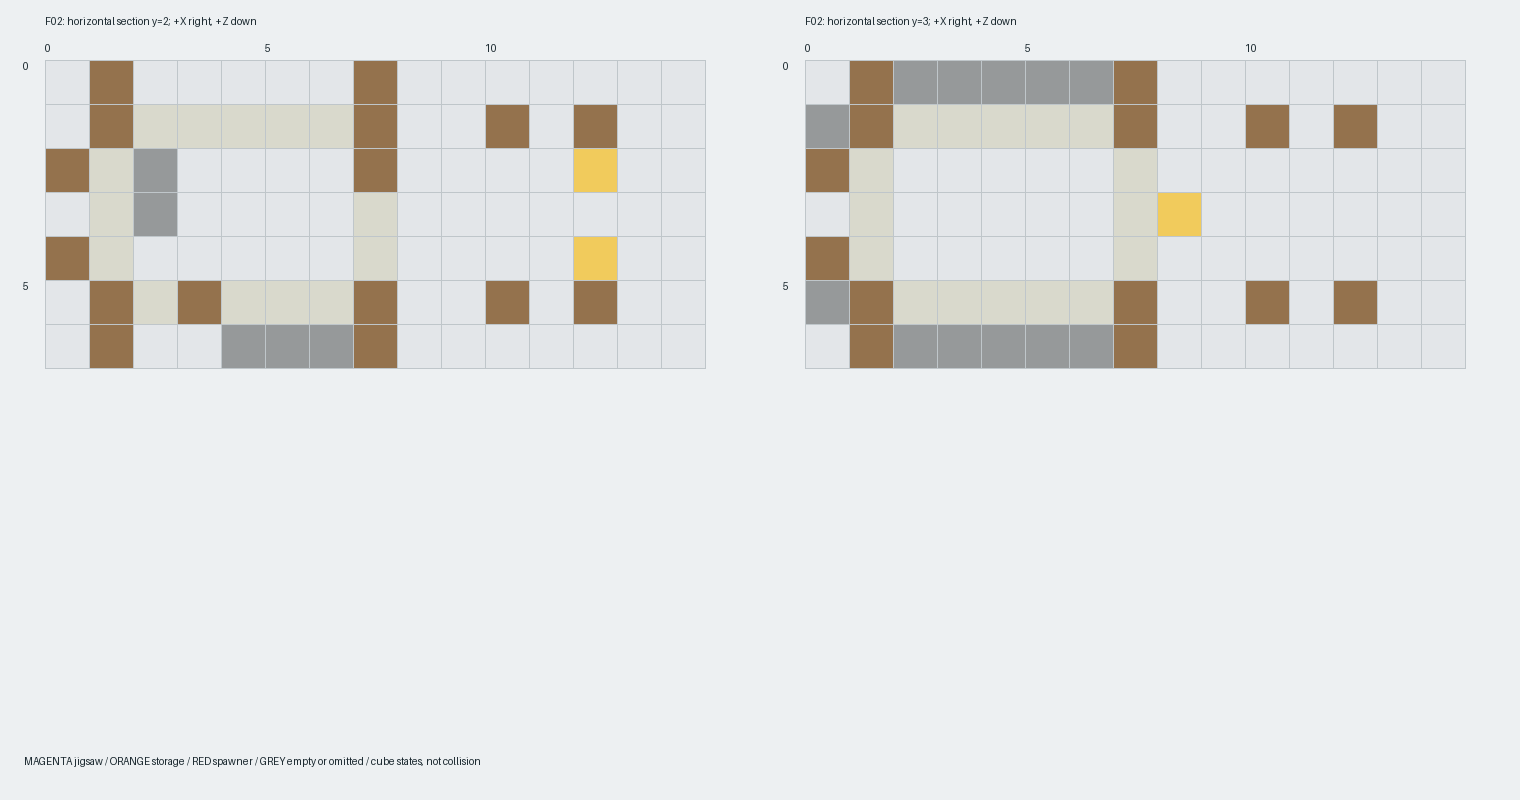 F02: horizontal section y=2; +X right, +Z down
F02: horizontal section y=3; +X right, +Z down
0 5 10
0 5 10
0
0
5
5
MAGENTA jigsaw / ORANGE storage / RED spawner / GREY empty or omitted / cube states, not collision